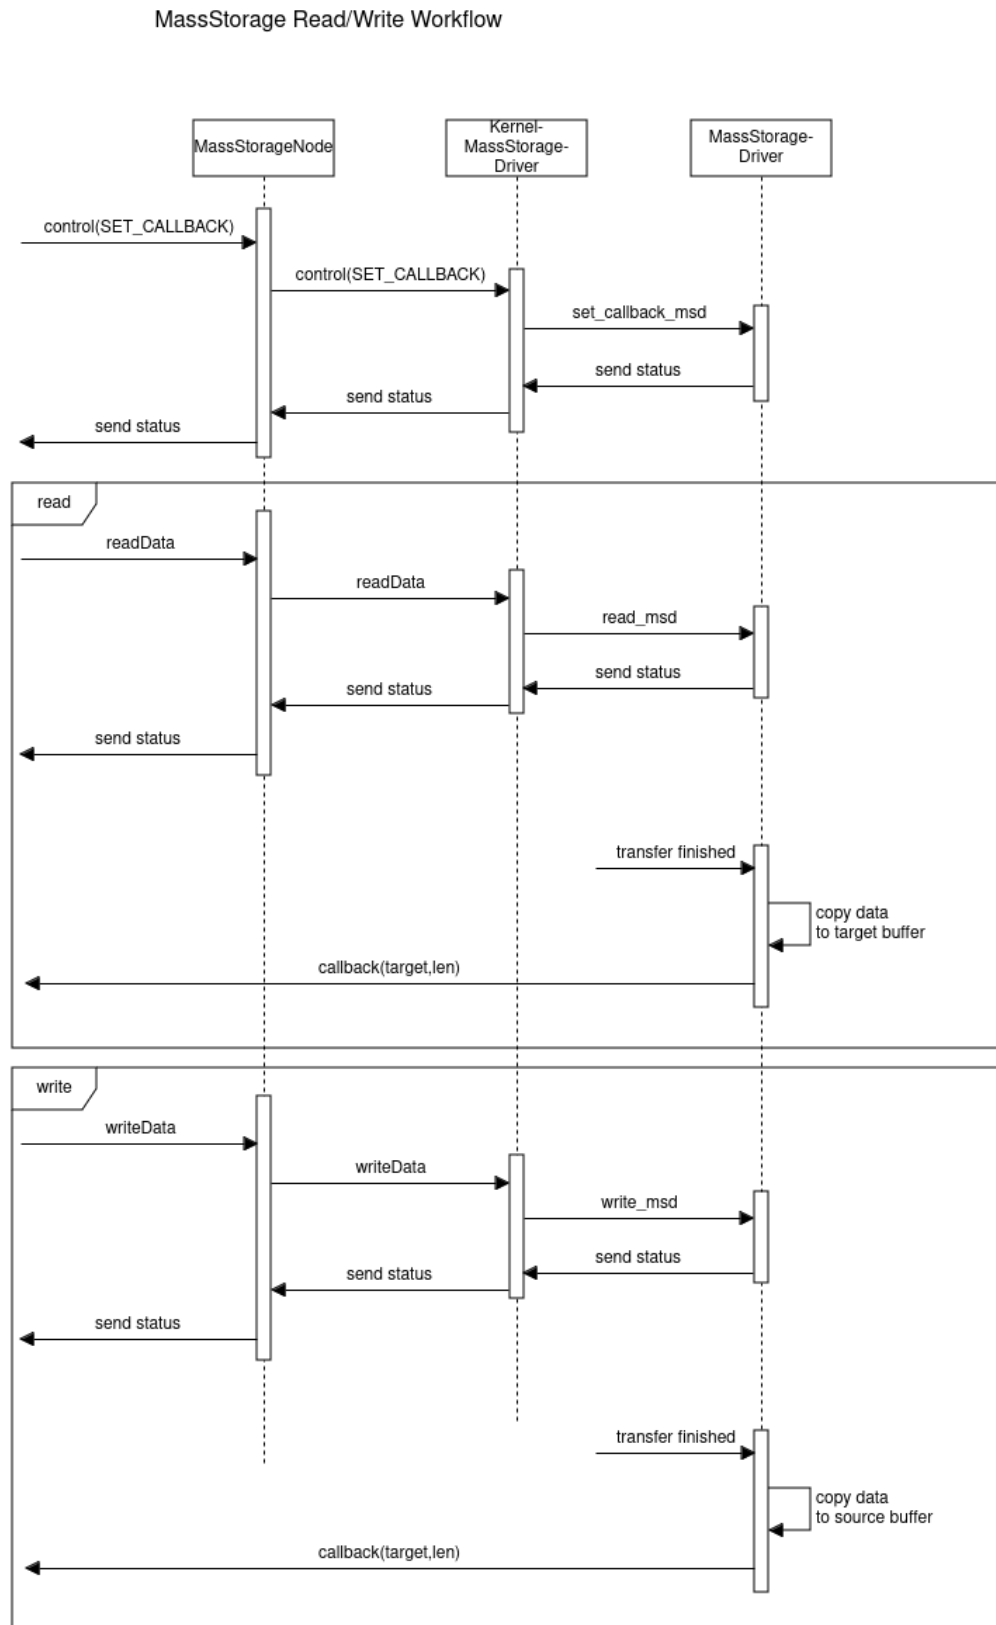 MassStorage Read/Write Workflow
MassStorageNode
Kernel-
MassStorage-
Driver
MassStorage-
Driver
control(SET_CALLBACK)
control(SET_CALLBACK)
set_callback_msd
send status
send status
send status
read
readData
readData
read_msd
send status
send status
send status
transfer finished
copy data
to target buffer
callback(target,len)
write
writeData
writeData
write_msd
send status
send status
send status
transfer finished
copy data
to source buffer
callback(target,len)